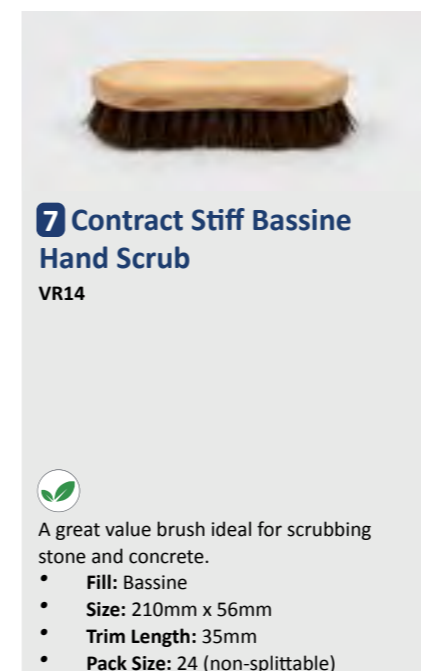 7 Contract Stiff Bassine
Hand Scrub
VR14
A great value brush ideal for scrubbing
stone and concrete.
• Fill: Bassine
• Size: 210mm x 56mm
• Trim Length: 35mm
• Pack Size: 24 (non-splittable)